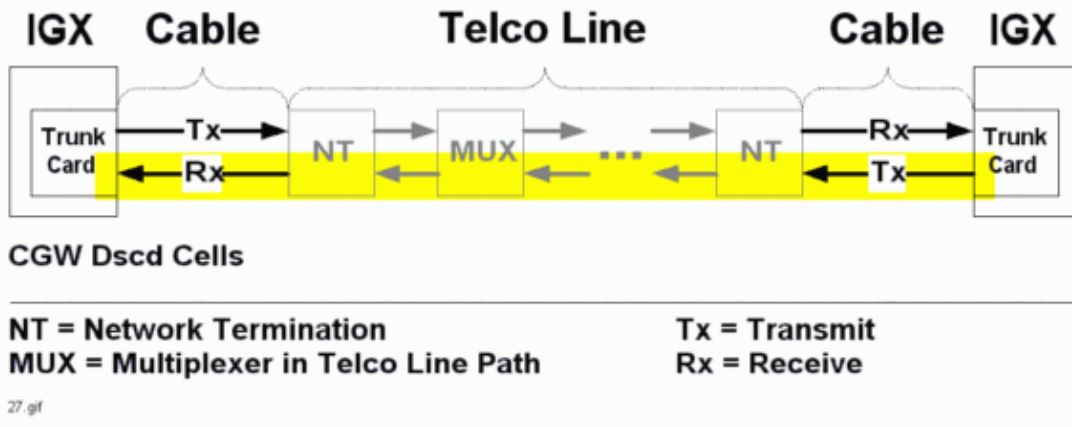 IGX Cable Telco Line Cable IGX
Trunk Card Tx NT MUX ... NT Rx Trunk Card
Rx Tx
CGW Dscd Cells
NT = Network Termination Tx = Transmit
MUX = Multiplexer in Telco Line Path Rx = Receive
27.gif